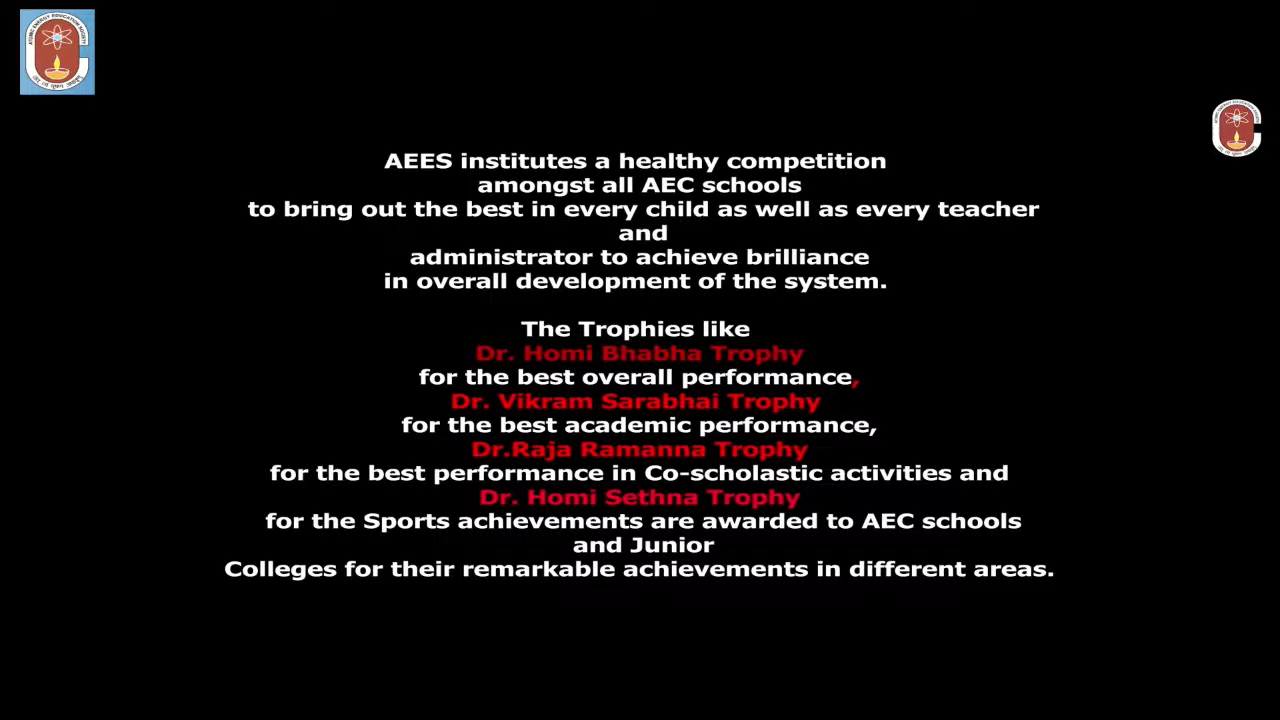 ATOMIC ENERGY EDUCATION SOCIETY
AEES institutes a healthy competition
amongst all AEC schools
to bring out the best in every child as well as every teacher
and
administrator to achieve brilliance
in overall development of the system.
The Trophies like
Dr. Homi Bhabha Trophy
for the best overall performance,
Dr. Vikram Sarabhai Trophy
for the best academic performance,
Dr.Raja Ramanna Trophy
for the best performance in Co-scholastic activities and
Dr. Homi Sethna Trophy
for the Sports achievements are awarded to AEC schools
and Junior
Colleges for their remarkable achievements in different areas.